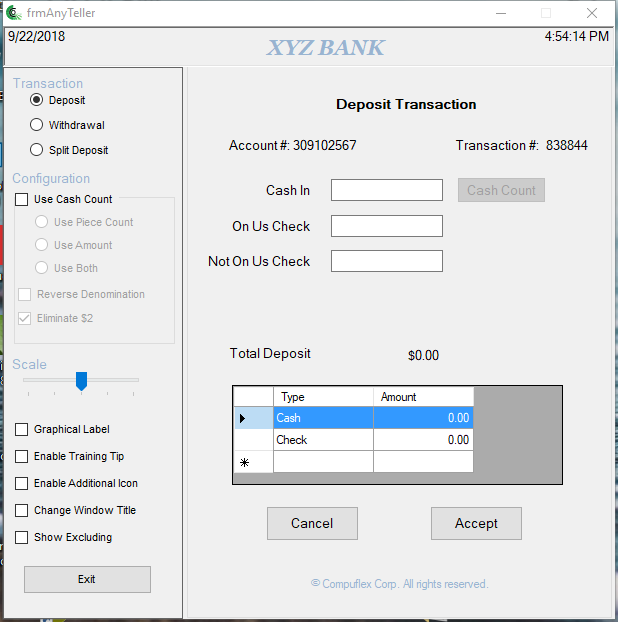 frmAnyTeller
9/22/2018
XYZ BANK
4:54:14 PM
Transaction
Deposit
Withdrawal
Split Deposit
Configuration
Use Cash Count
Use Piece Count
Use Amount
Use Both
Reverse Denomination
Eliminate $2
Scale
Graphical Label
Enable Training Tip
Enable Additional Icon
Change Window Title
Show Excluding
Exit
Deposit Transaction
Account #: 309102567 Transaction #: 838844
Cash In Cash Count
On Us Check
Not On Us Check
Total Deposit $0.00
Type Amount
Cash 0.00
Check 0.00
Cancel Accept
© Compuflex Corp. All rights reserved.